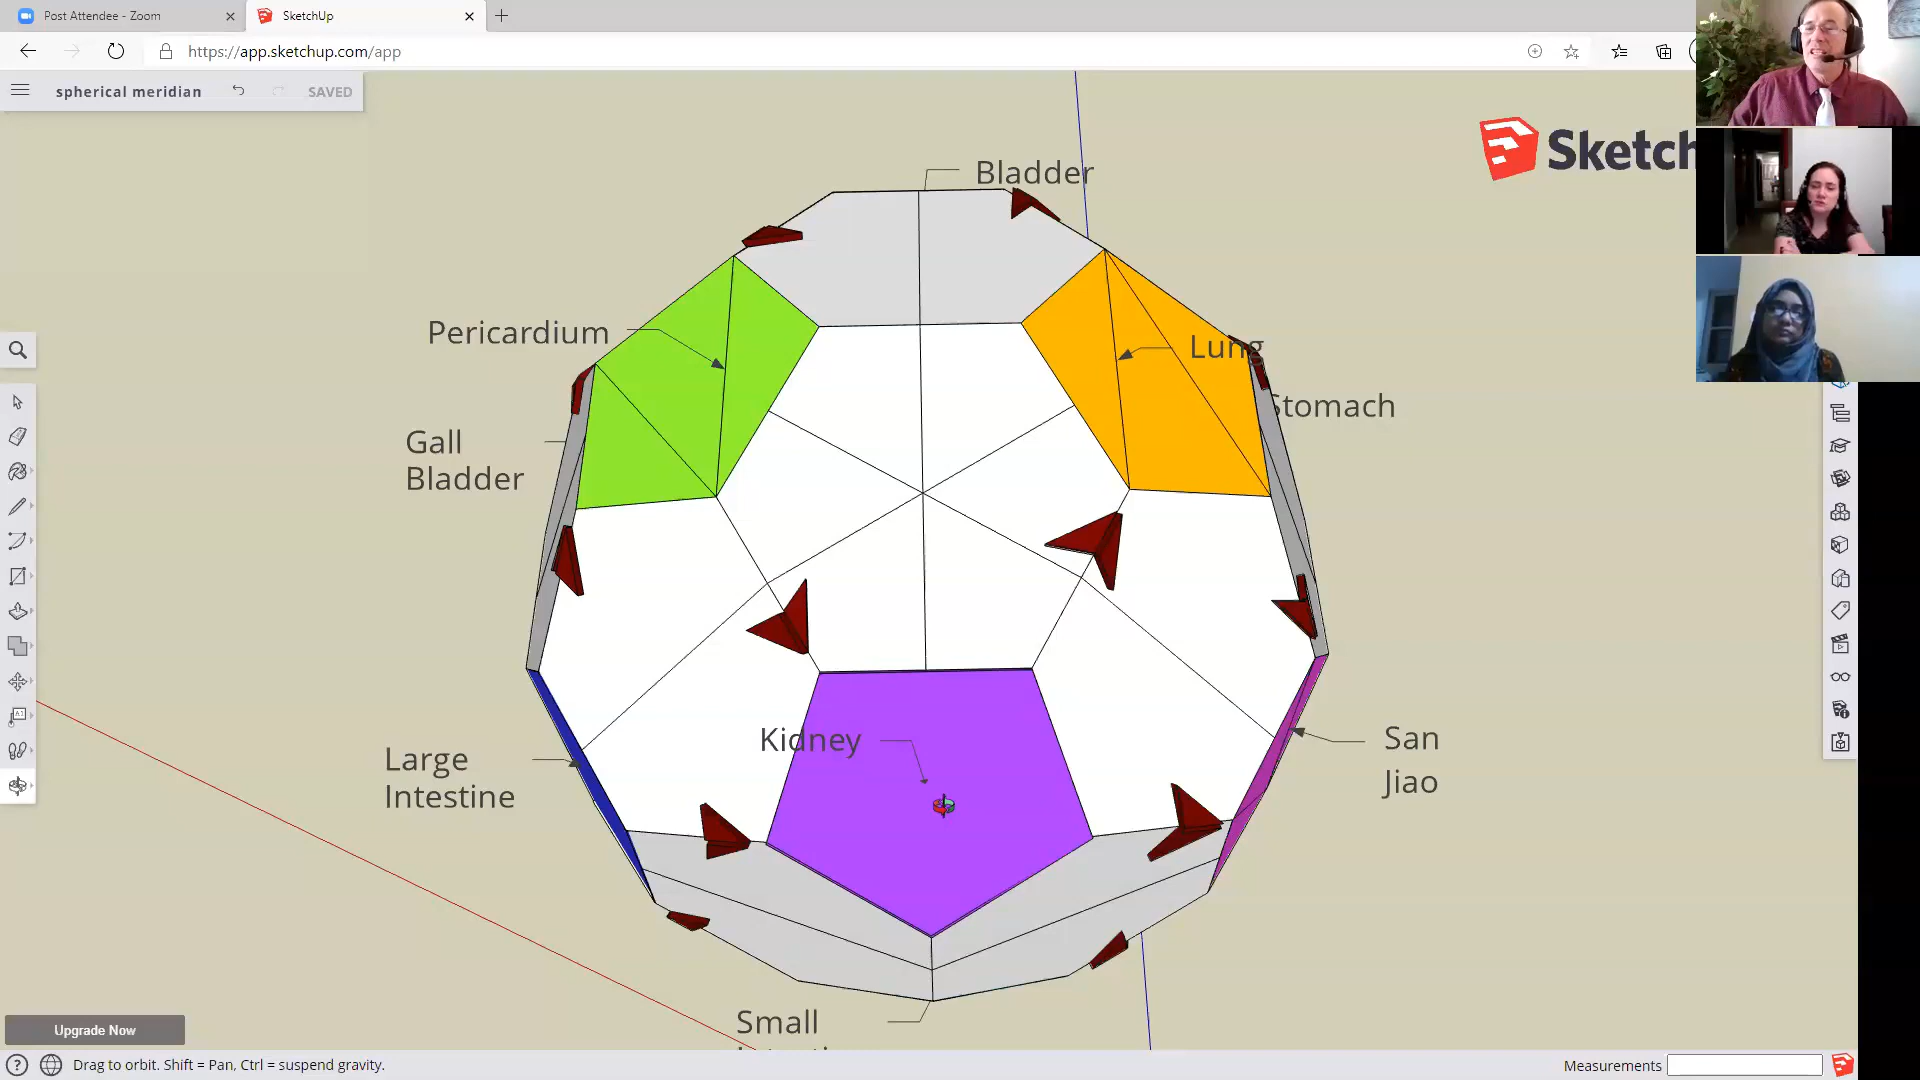 Post Attendee - Zoom
SketchUp
https://app.sketchup.com/app
spherical meridian
SAVED
Sketch
Bladder
Pericardium
Lung
Stomach
Gall
Bladder
Kidney
San
Jiao
Large
Intestine
Small
Upgrade Now
Drag to orbit. Shift = Pan, Ctrl = suspend gravity.
Measurements